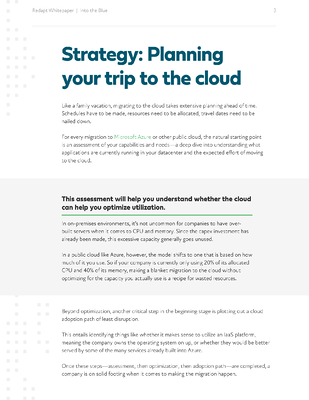 Redapt Whitepaper | Into the Blue
Strategy: Planning
your trip to the cloud
Like a family vacation, migrating to the cloud takes extensive planning ahead of time.
Schedules have to be made, resources need to be allocated, travel dates need to be
nailed down.
For every migration to Microsoft Azure or other public cloud, the natural starting point
is an assessment of your capabilities and needs—a deep dive into understanding what
applications are currently running in your datacenter and the expected effort of moving
to the cloud.
This assessment will help you understand whether the cloud
can help you optimize utilization.
In on-premises environments, it's not uncommon for companies to have over-
built servers when it comes to CPU and memory. Since the capex investment has
already been made, this excess capacity generally goes unused.
In a public cloud like Azure, however, the model shifts to one that is based on how
much of it you use. So if your company is currently only using 20% of its allocated
CPU and 40% of its memory, making a blanket migration to the cloud without
optimizing for the capacity you actually use is a recipe for wasted resources.
Beyond optimization, another critical step in the beginning stage is plotting out a cloud
adoption path of least disruption.
This entails identifying things like whether it makes sense to utilize an IaaS platform,
meaning the company owns the operating system on up, or whether they would be better
served by some of the many services already built into Azure.
Once these steps—assessment, then optimization, then adoption path—are completed, a
company is on solid footing when it comes to making the migration happen.